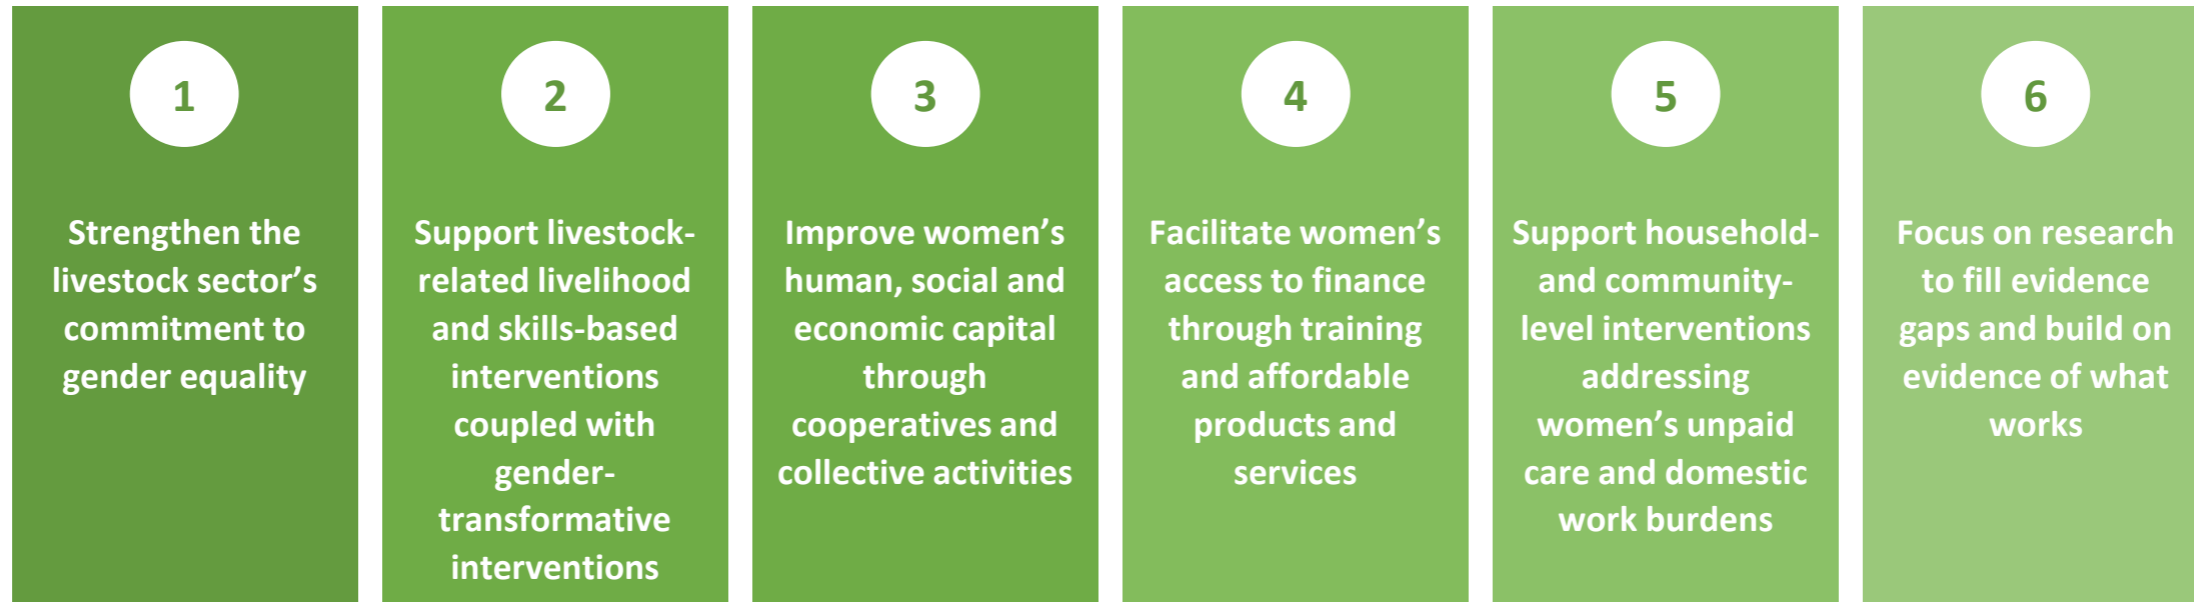 1
Strengthen the
livestock sector’s
commitment to
gender equality
2
Support livestock-
related livelihood
and skills-based
interventions
coupled with
gender-
transformative
interventions
3
Improve women’s
human, social and
economic capital
through
cooperatives and
collective activities
4
Facilitate women’s
access to finance
through training
and affordable
products and
services
5
Support household-
and community-
level interventions
addressing
women’s unpaid
care and domestic
work burdens
6
Focus on research
to fill evidence
gaps and build on
evidence of what
works